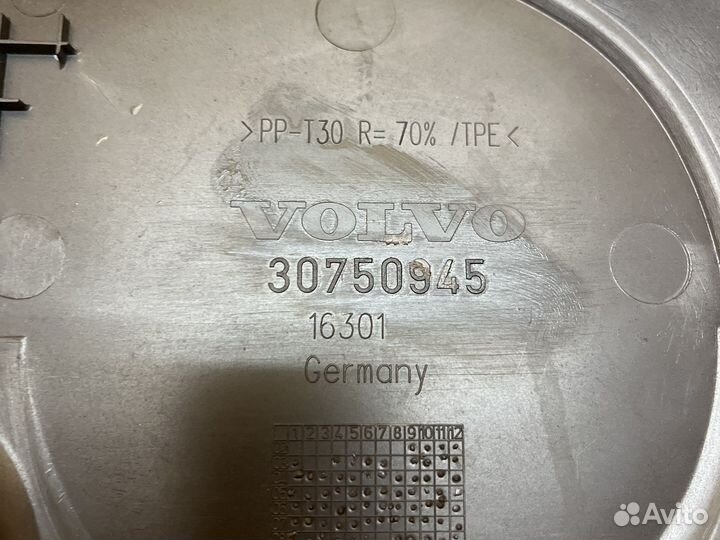 >PP-T30 R= 70% /TPE<
VOLVO
30750945
16301
Germany
1 2 3 4 5 6 7 8 9 10 11 12
Avito